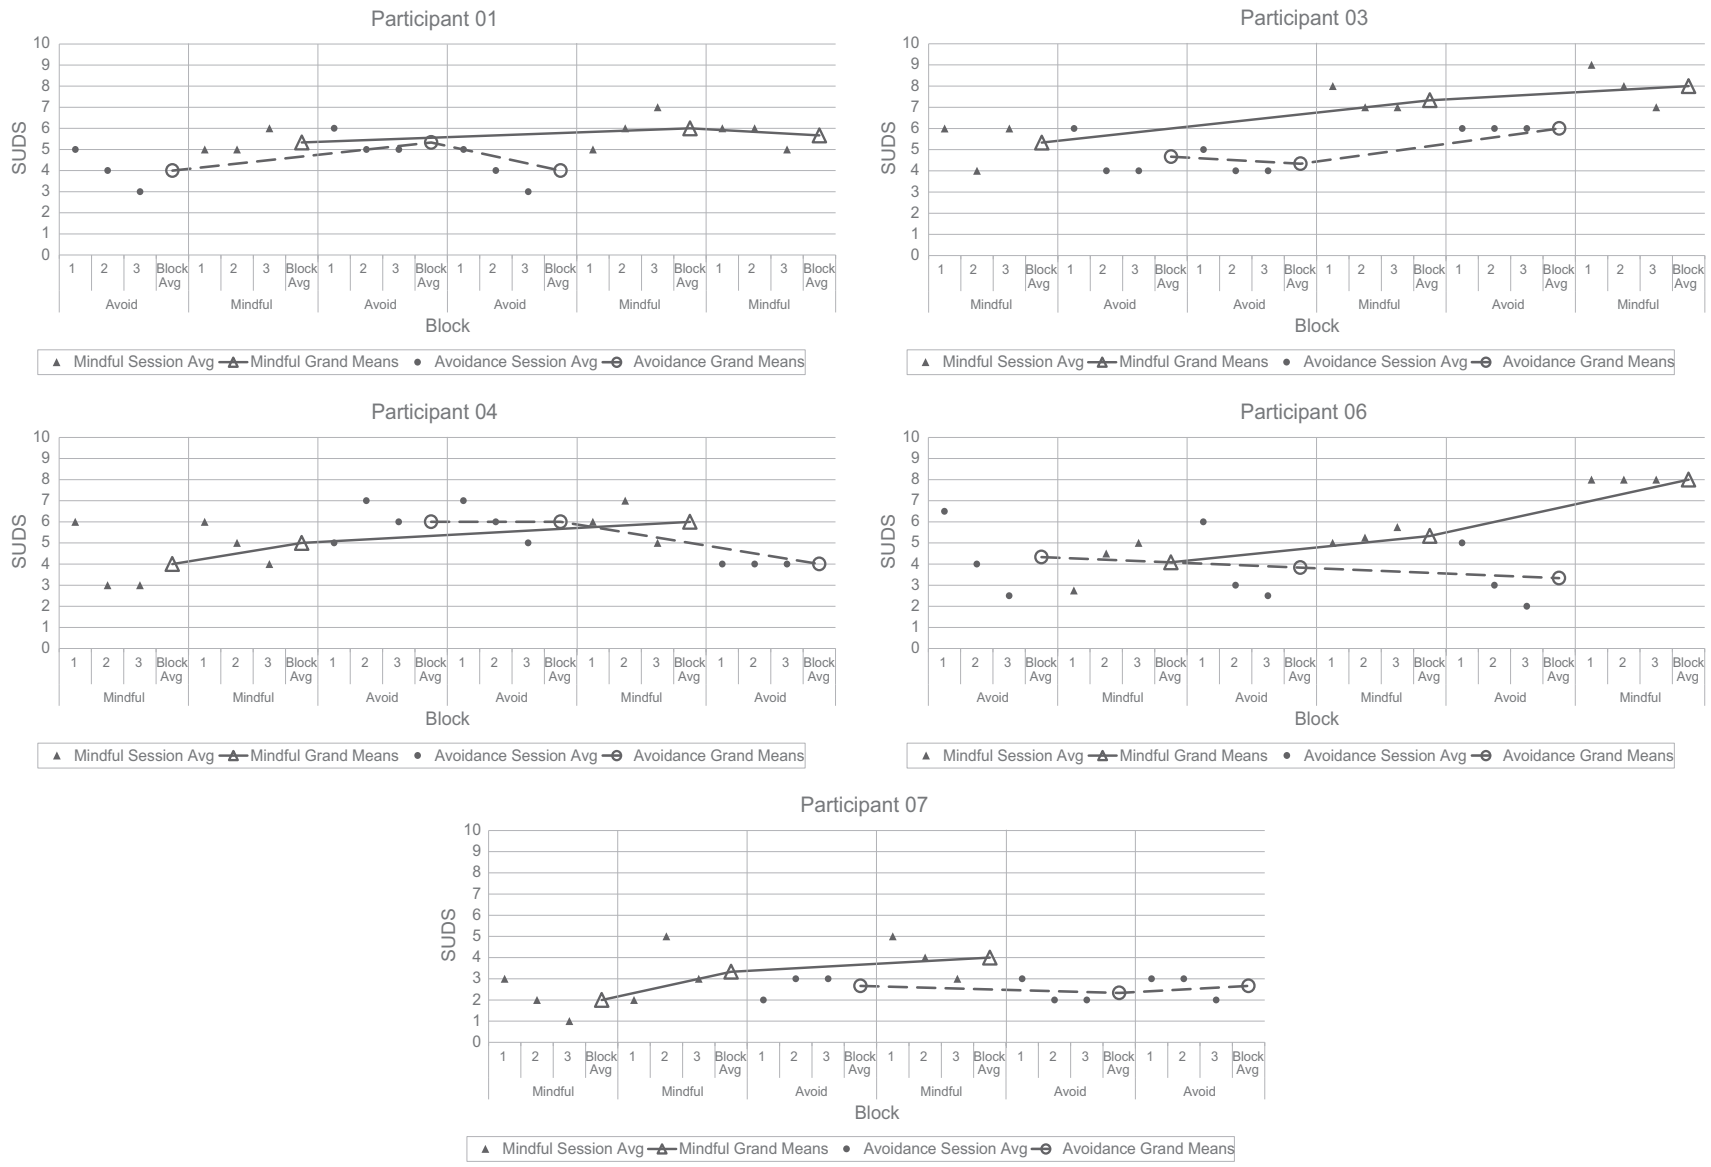 Participant 01
10
9
8
7
6
5
4
3
2
1
0
SUDS
1 2 3 Block Avg 1 2 3 Block Avg 1 2 3 Block Avg 1 2 3 Block Avg 1 2 3 Block Avg 1 2 3 Block Avg
Avoid Mindful Avoid Avoid Mindful Mindful
Block
Mindful Session Avg Mindful Grand Means Avoidance Session Avg Avoidance Grand Means
Participant 03
10
9
8
7
6
5
4
3
2
1
0
SUDS
1 2 3 Block Avg 1 2 3 Block Avg 1 2 3 Block Avg 1 2 3 Block Avg 1 2 3 Block Avg 1 2 3 Block Avg
Mindful Avoid Avoid Mindful Avoid Mindful
Block
Mindful Session Avg Mindful Grand Means Avoidance Session Avg Avoidance Grand Means
Participant 04
10
9
8
7
6
5
4
3
2
1
0
SUDS
1 2 3 Block Avg 1 2 3 Block Avg 1 2 3 Block Avg 1 2 3 Block Avg 1 2 3 Block Avg 1 2 3 Block Avg
Mindful Mindful Avoid Avoid Mindful Avoid
Block
Mindful Session Avg Mindful Grand Means Avoidance Session Avg Avoidance Grand Means
Participant 06
10
9
8
7
6
5
4
3
2
1
0
SUDS
1 2 3 Block Avg 1 2 3 Block Avg 1 2 3 Block Avg 1 2 3 Block Avg 1 2 3 Block Avg 1 2 3 Block Avg
Avoid Mindful Avoid Mindful Avoid Mindful
Block
Mindful Session Avg Mindful Grand Means Avoidance Session Avg Avoidance Grand Means
Participant 07
10
9
8
7
6
5
4
3
2
1
0
SUDS
1 2 3 Block Avg 1 2 3 Block Avg 1 2 3 Block Avg 1 2 3 Block Avg 1 2 3 Block Avg 1 2 3 Block Avg
Mindful Mindful Avoid Mindful Avoid Avoid
Block
Mindful Session Avg Mindful Grand Means Avoidance Session Avg Avoidance Grand Means